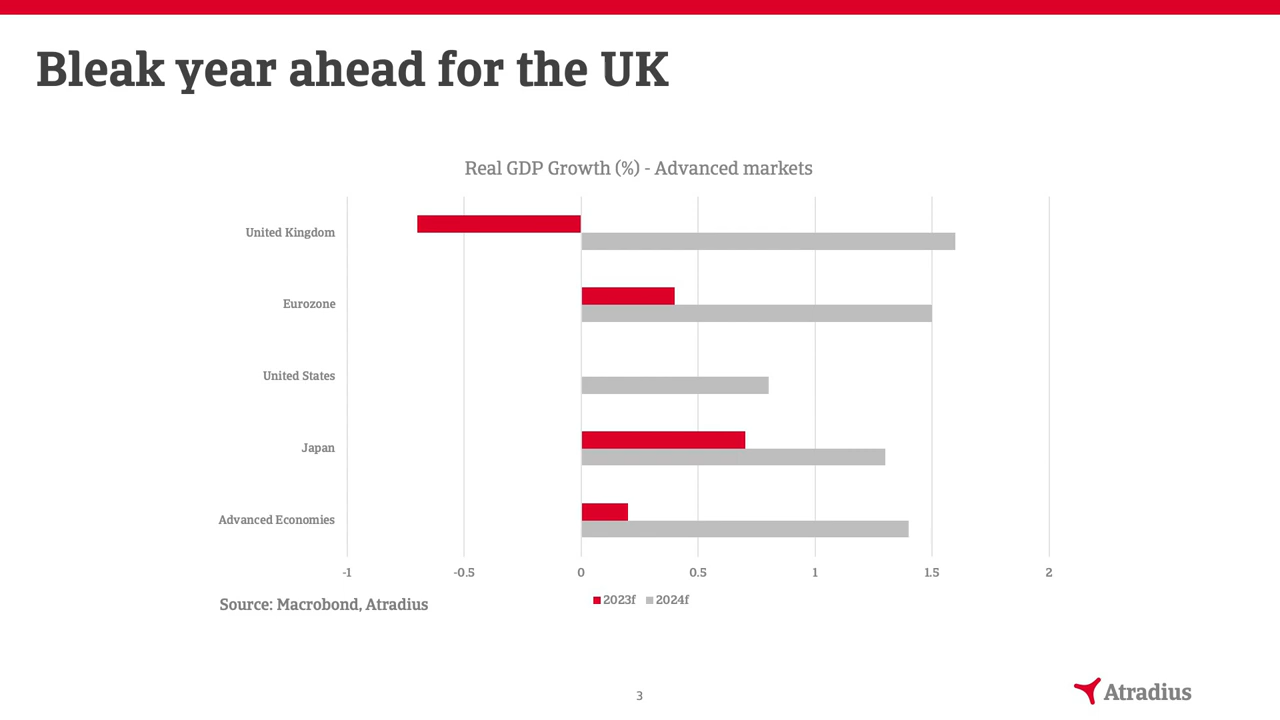 Bleak year ahead for the UK
Real GDP Growth (%) - Advanced markets
United Kingdom
Eurozone
United States
Japan
Advanced Economies
-1 -0.5 0 0.5 1 1.5 2
2023f 2024f
Source: Macrobond, Atradius
3
Atradius